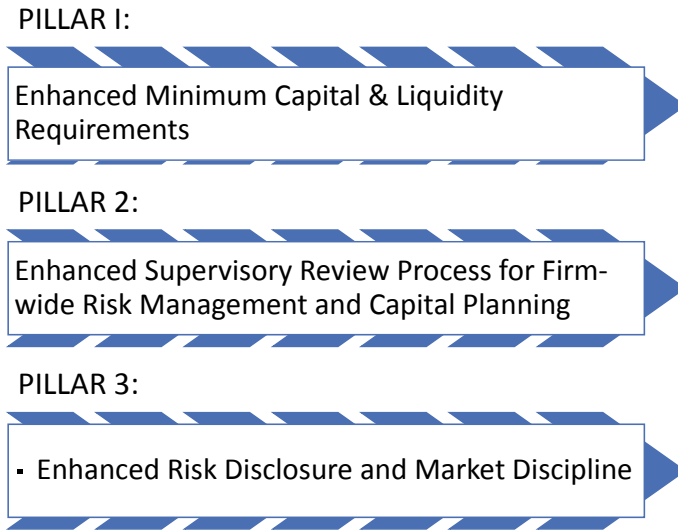 PILLAR I:
Enhanced Minimum Capital & Liquidity
Requirements
PILLAR 2:
Enhanced Supervisory Review Process for Firm-
wide Risk Management and Capital Planning
PILLAR 3:
▪ Enhanced Risk Disclosure and Market Discipline